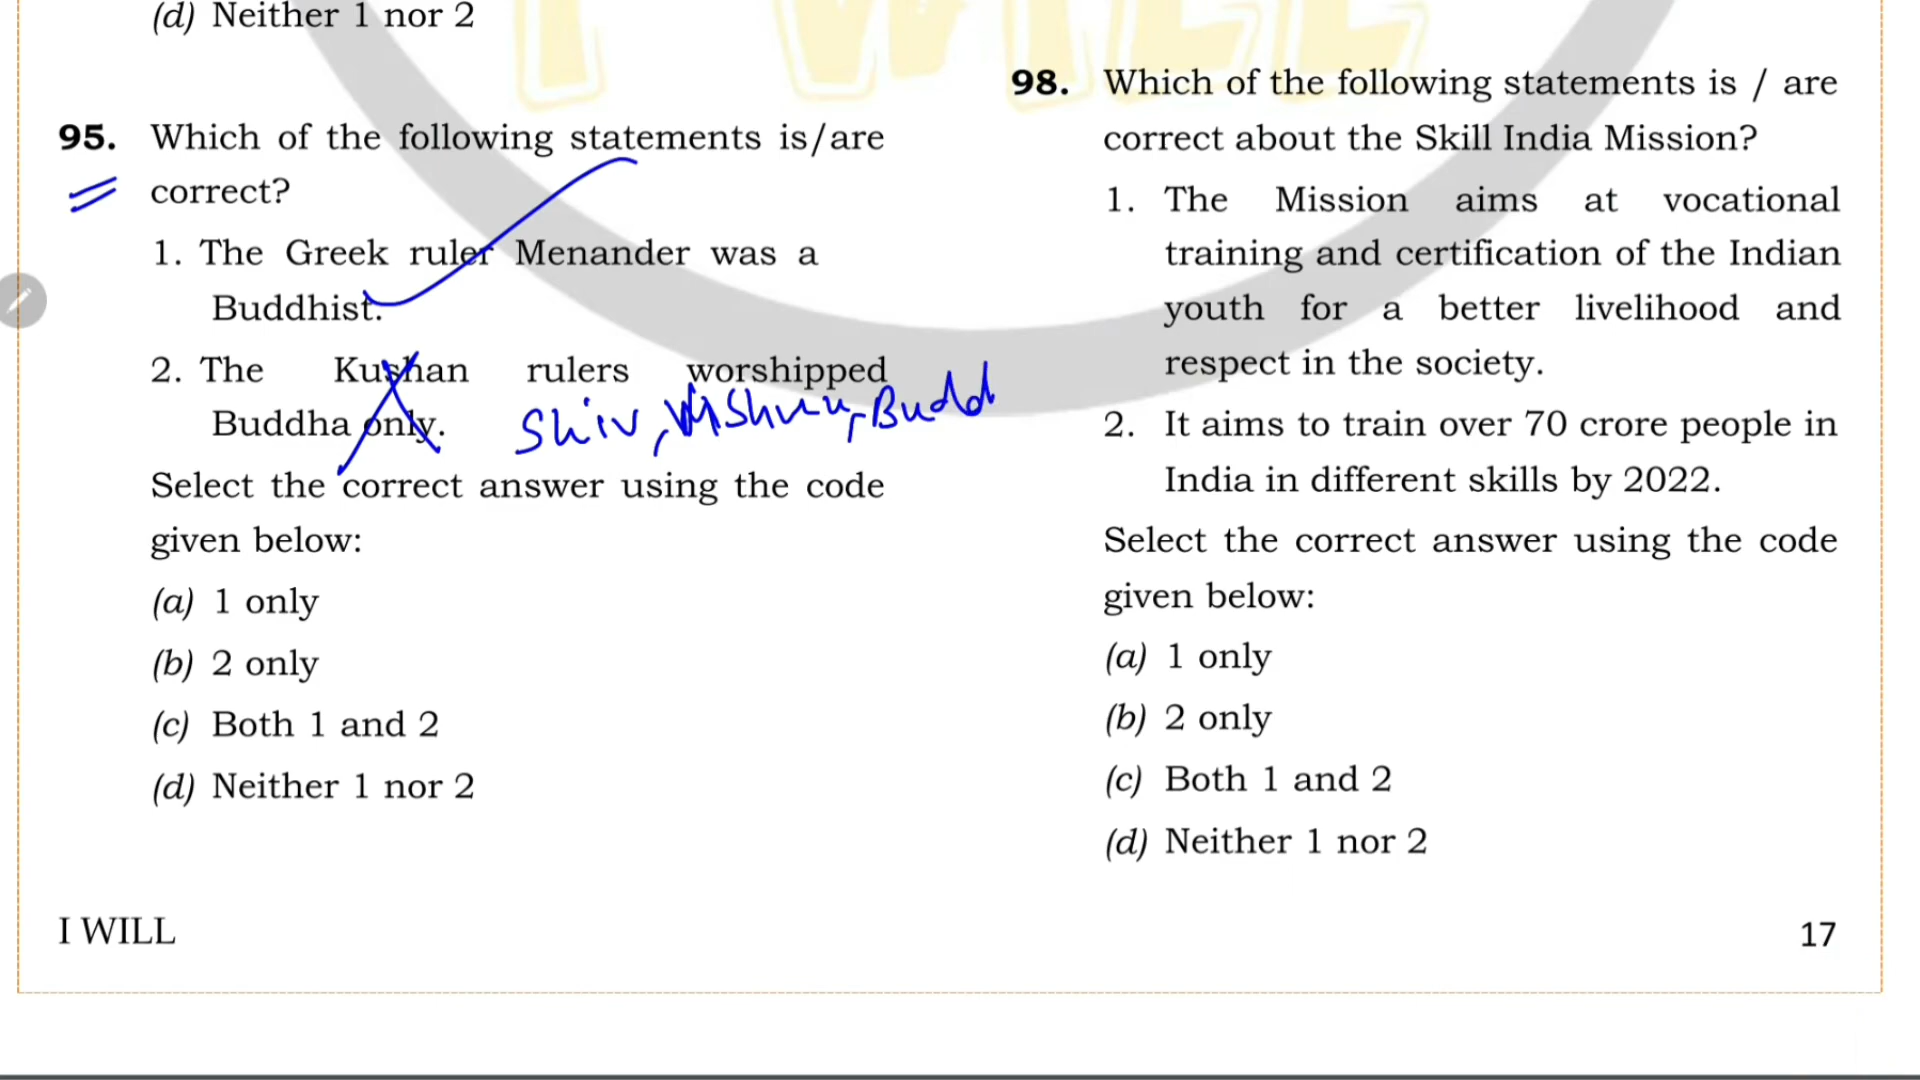 (d) Neither 1 nor 2
95. Which of the following statements is/are
correct?
1. The Greek ruler Menander was a
Buddhist.
2. The Kushan rulers worshipped
Buddha only.
Shiv, Vishnu, Budd
Select the correct answer using the code
given below:
(a) 1 only
(b) 2 only
(c) Both 1 and 2
(d) Neither 1 nor 2
I WILL
98. Which of the following statements is / are
correct about the Skill India Mission?
1. The Mission aims at vocational
training and certification of the Indian
youth for a better livelihood and
respect in the society.
2. It aims to train over 70 crore people in
India in different skills by 2022.
Select the correct answer using the code
given below:
(a) 1 only
(b) 2 only
(c) Both 1 and 2
(d) Neither 1 nor 2
17
I WILL